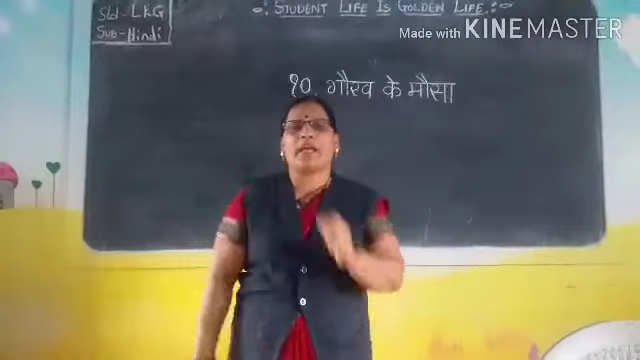 Std - LKG
Sub - Hindi
STUDENT LIFE IS GOLDEN LIFE.
Made with KINEMASTER
१०. गौरव के मौसा